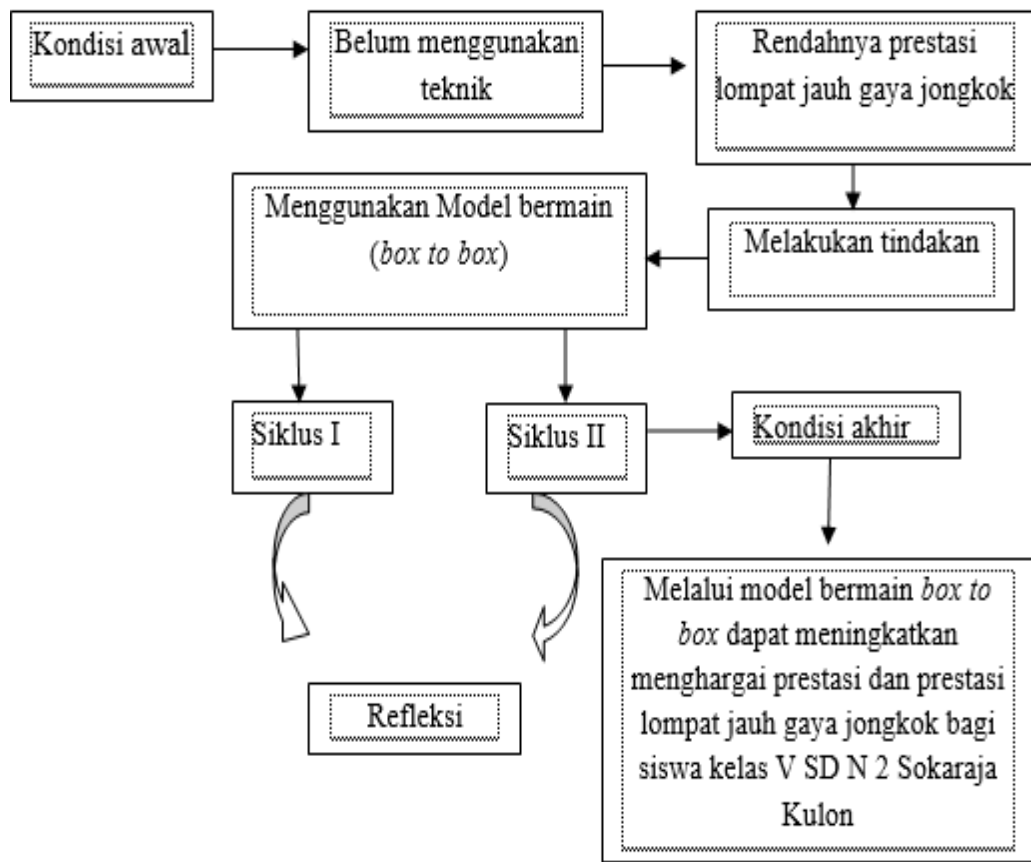 Kondisi awal
Belum menggunakan
teknik
Rendahnya prestasi
lompat jauh gaya jongkok
Melakukan tindakan
Menggunakan Model bermain
(box to box)
Siklus I
Siklus II
Kondisi akhir
Refleksi
Melalui model bermain box to
box dapat meningkatkan
menghargai prestasi dan prestasi
lompat jauh gaya jongkok bagi
siswa kelas V SD N 2 Sokaraja
Kulon